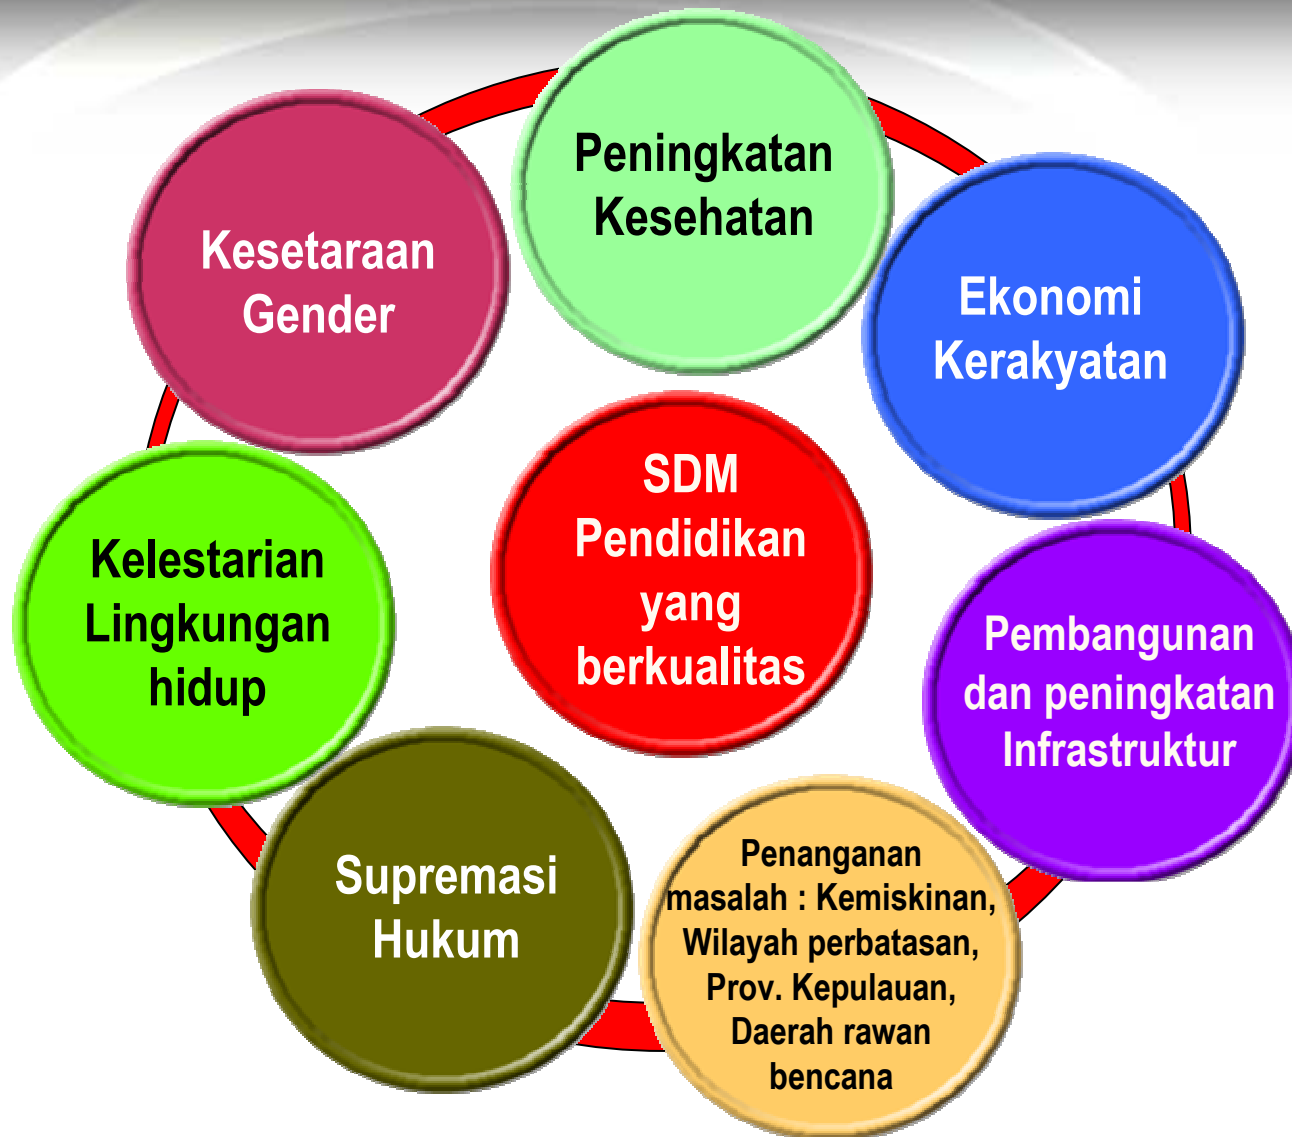 Peningkatan
Kesehatan
Kesetaraan
Gender
Ekonomi
Kerakyatan
SDM
Pendidikan
yang
berkualitas
Kelestarian
Lingkungan
hidup
Pembangunan
dan peningkatan
Infrastruktur
Supremasi
Hukum
Penanganan
masalah : Kemiskinan,
Wilayah perbatasan,
Prov. Kepulauan,
Daerah rawan
bencana